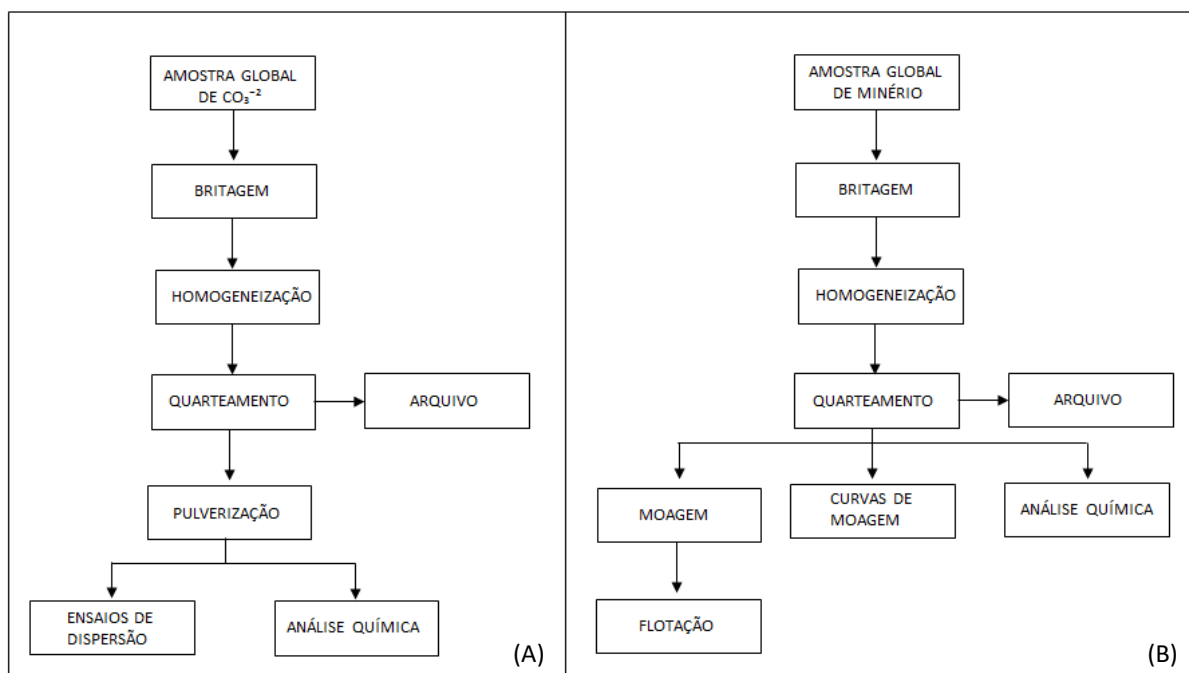 AMOSTRA GLOBAL
DE CO₃⁻²
BRITAGEM
HOMOGENEIZAÇÃO
QUARTEAMENTO
ARQUIVO
PULVERIZAÇÃO
ENSAIOS DE
DISPERSÃO
ANÁLISE QUÍMICA
(A)
AMOSTRA GLOBAL
DE MINÉRIO
BRITAGEM
HOMOGENEIZAÇÃO
QUARTEAMENTO
ARQUIVO
MOAGEM
CURVAS DE
MOAGEM
ANÁLISE QUÍMICA
FLOTAÇÃO
(B)